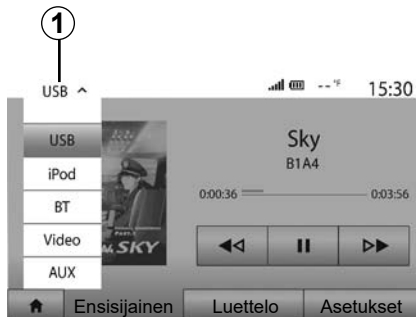 1
USB
-- °F
15:30
USB
iPod
BT
Video
AUX
SKY
Sky
B1A4
0:00:36
0:03:56
Ensisijainen
Luettelo
Asetukset